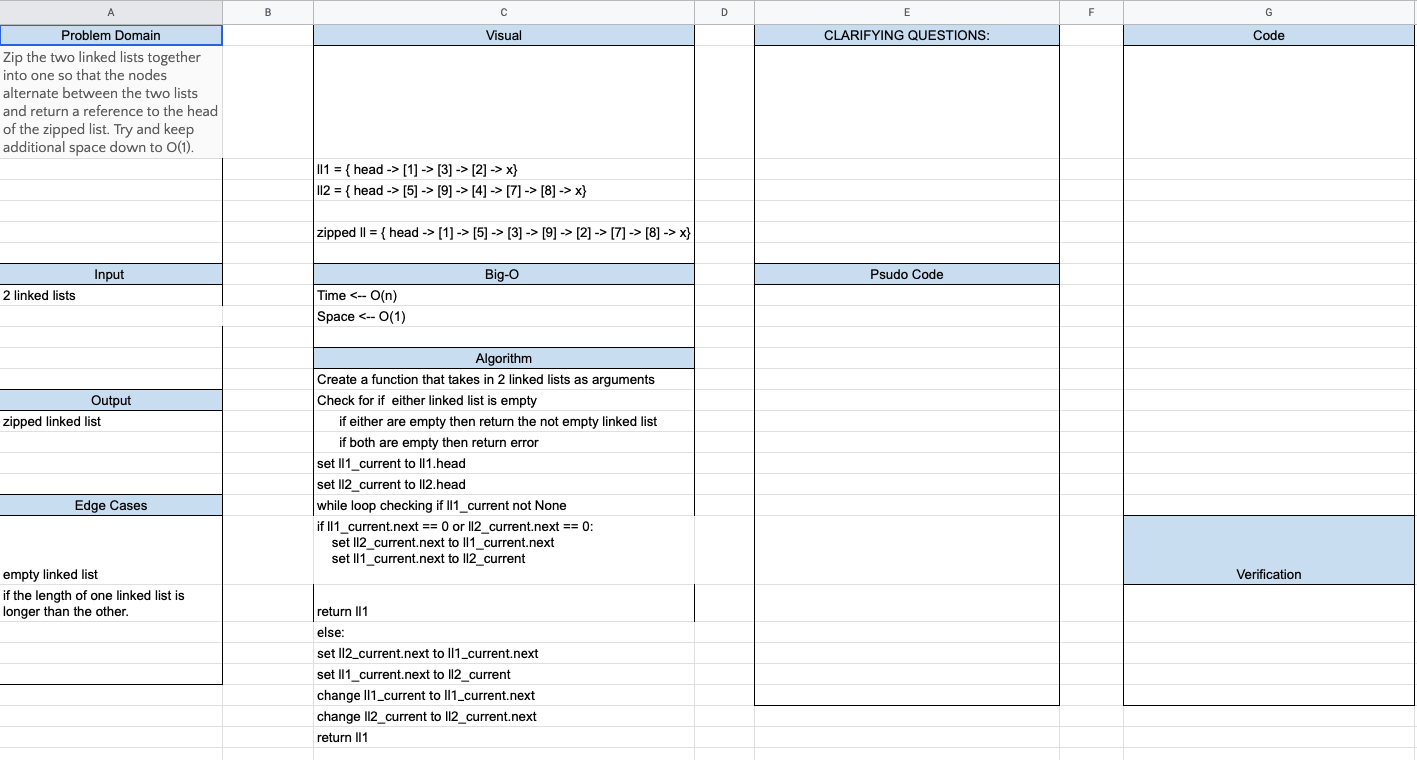 A B C D E F G
Problem Domain
Visual
CLARIFYING QUESTIONS:
Code
Zip the two linked lists together
into one so that the nodes
alternate between the two lists
and return a reference to the head
of the zipped list. Try and keep
additional space down to O(1).
ll1 = { head -> [1] -> [3] -> [2] -> x}
ll2 = { head -> [5] -> [9] -> [4] -> [7] -> [8] -> x}
zipped ll = { head -> [1] -> [5] -> [3] -> [9] -> [2] -> [7] -> [8] -> x}
Input
Big-O
Psudo Code
2 linked lists
Time <-- O(n)
Space <-- O(1)
Algorithm
Create a function that takes in 2 linked lists as arguments
Output
Check for if  either linked list is empty
zipped linked list
if either are empty then return the not empty linked list
if both are empty then return error
set ll1_current to ll1.head
set ll2_current to ll2.head
Edge Cases
while loop checking if ll1_current not None
if ll1_current.next == 0 or ll2_current.next == 0:
set ll2_current.next to ll1_current.next
set ll1_current.next to ll2_current
empty linked list
Verification
if the length of one linked list is
longer than the other.
return ll1
else:
set ll2_current.next to ll1_current.next
set ll1_current.next to ll2_current
change ll1_current to ll1_current.next
change ll2_current to ll2_current.next
return ll1